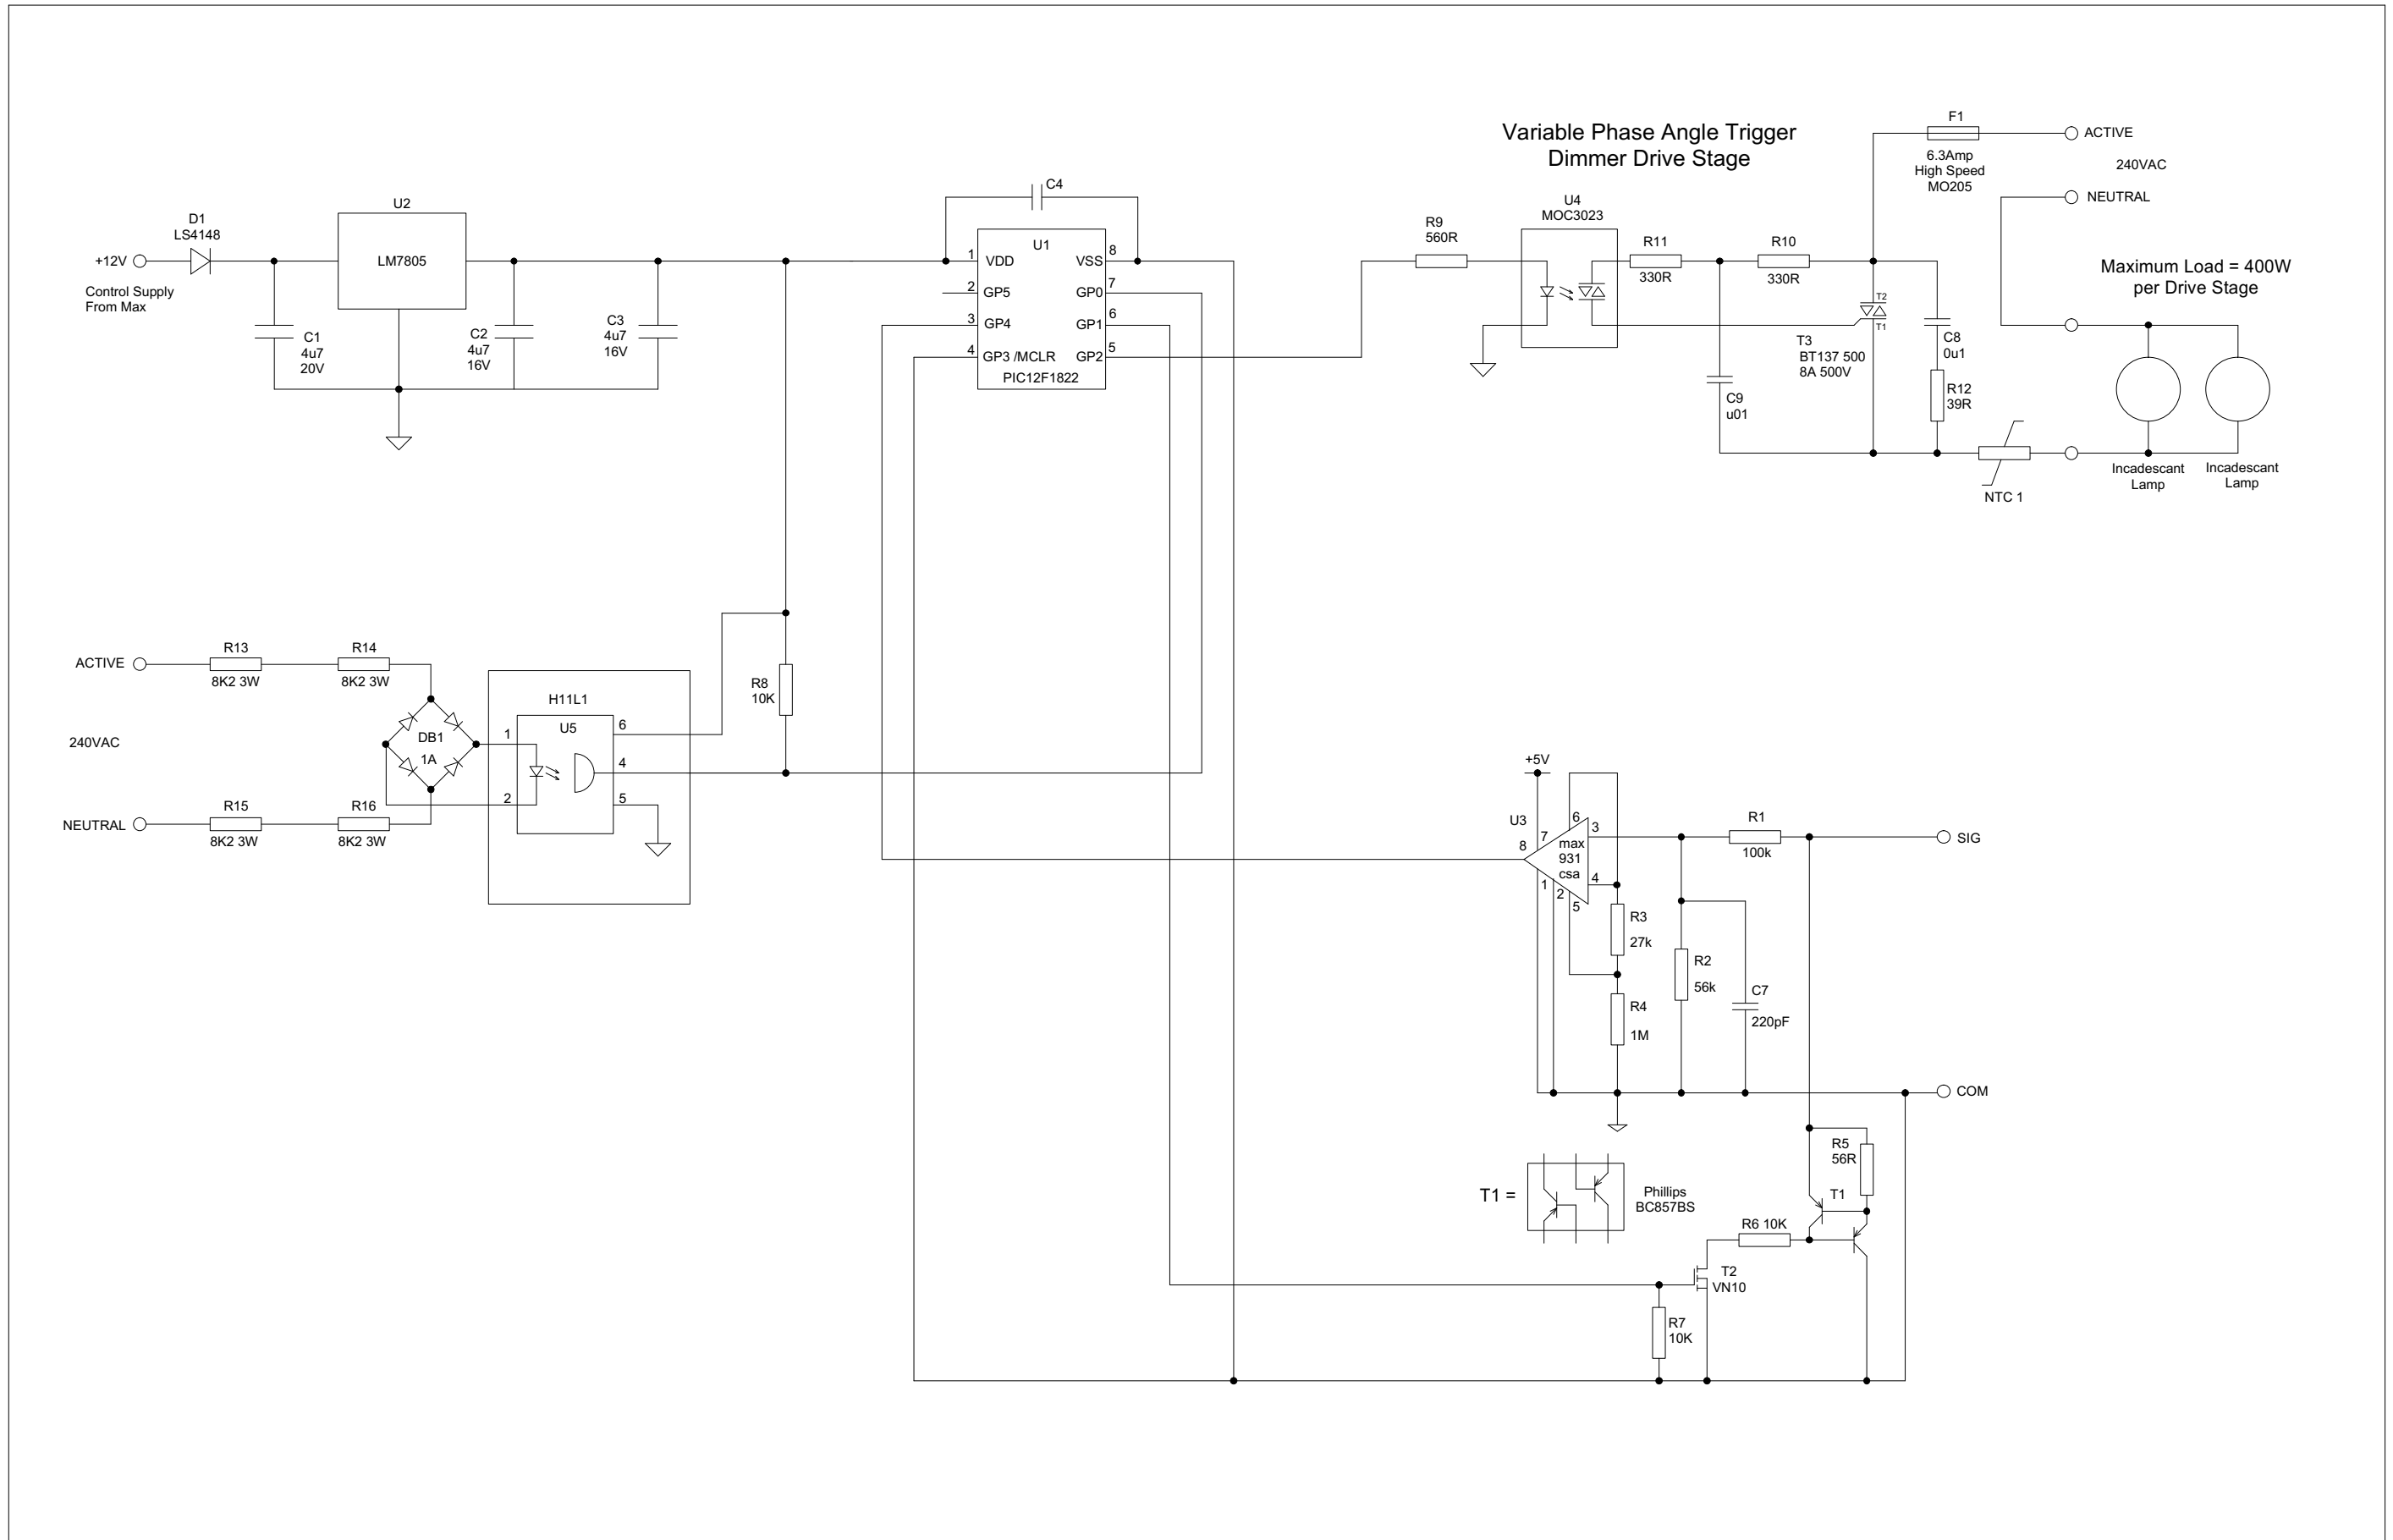 Variable Phase Angle Trigger
Dimmer Drive Stage
F1
6.3Amp
High Speed
MO205
ACTIVE
240VAC
NEUTRAL
Maximum Load = 400W
per Drive Stage
D1
LS4148
+12V
Control Supply
From Max
U2
LM7805
C1
4u7
20V
C2
4u7
16V
C3
4u7
16V
C4
U1
1
VDD
VSS
8
2
GP5
GP0
7
3
GP4
GP1
6
4
GP3 /MCLR
GP2
5
PIC12F1822
R9
560R
U4
MOC3023
R11
330R
R10
330R
T2
T1
T3
BT137 500
8A 500V
C8
0u1
C9
u01
R12
39R
NTC 1
Incadescant
Lamp
Incadescant
Lamp
ACTIVE
R13
8K2 3W
R14
8K2 3W
240VAC
DB1
1A
NEUTRAL
R15
8K2 3W
R16
8K2 3W
H11L1
U5
1
2
6
4
5
R8
10K
+5V
U3
8
7
6
3
max
931
csa
4
1
2
5
R1
100k
SIG
R3
27k
R2
56k
R4
1M
C7
220pF
COM
T1 =
Phillips
BC857BS
R5
56R
T1
R6 10K
T2
VN10
R7
10K